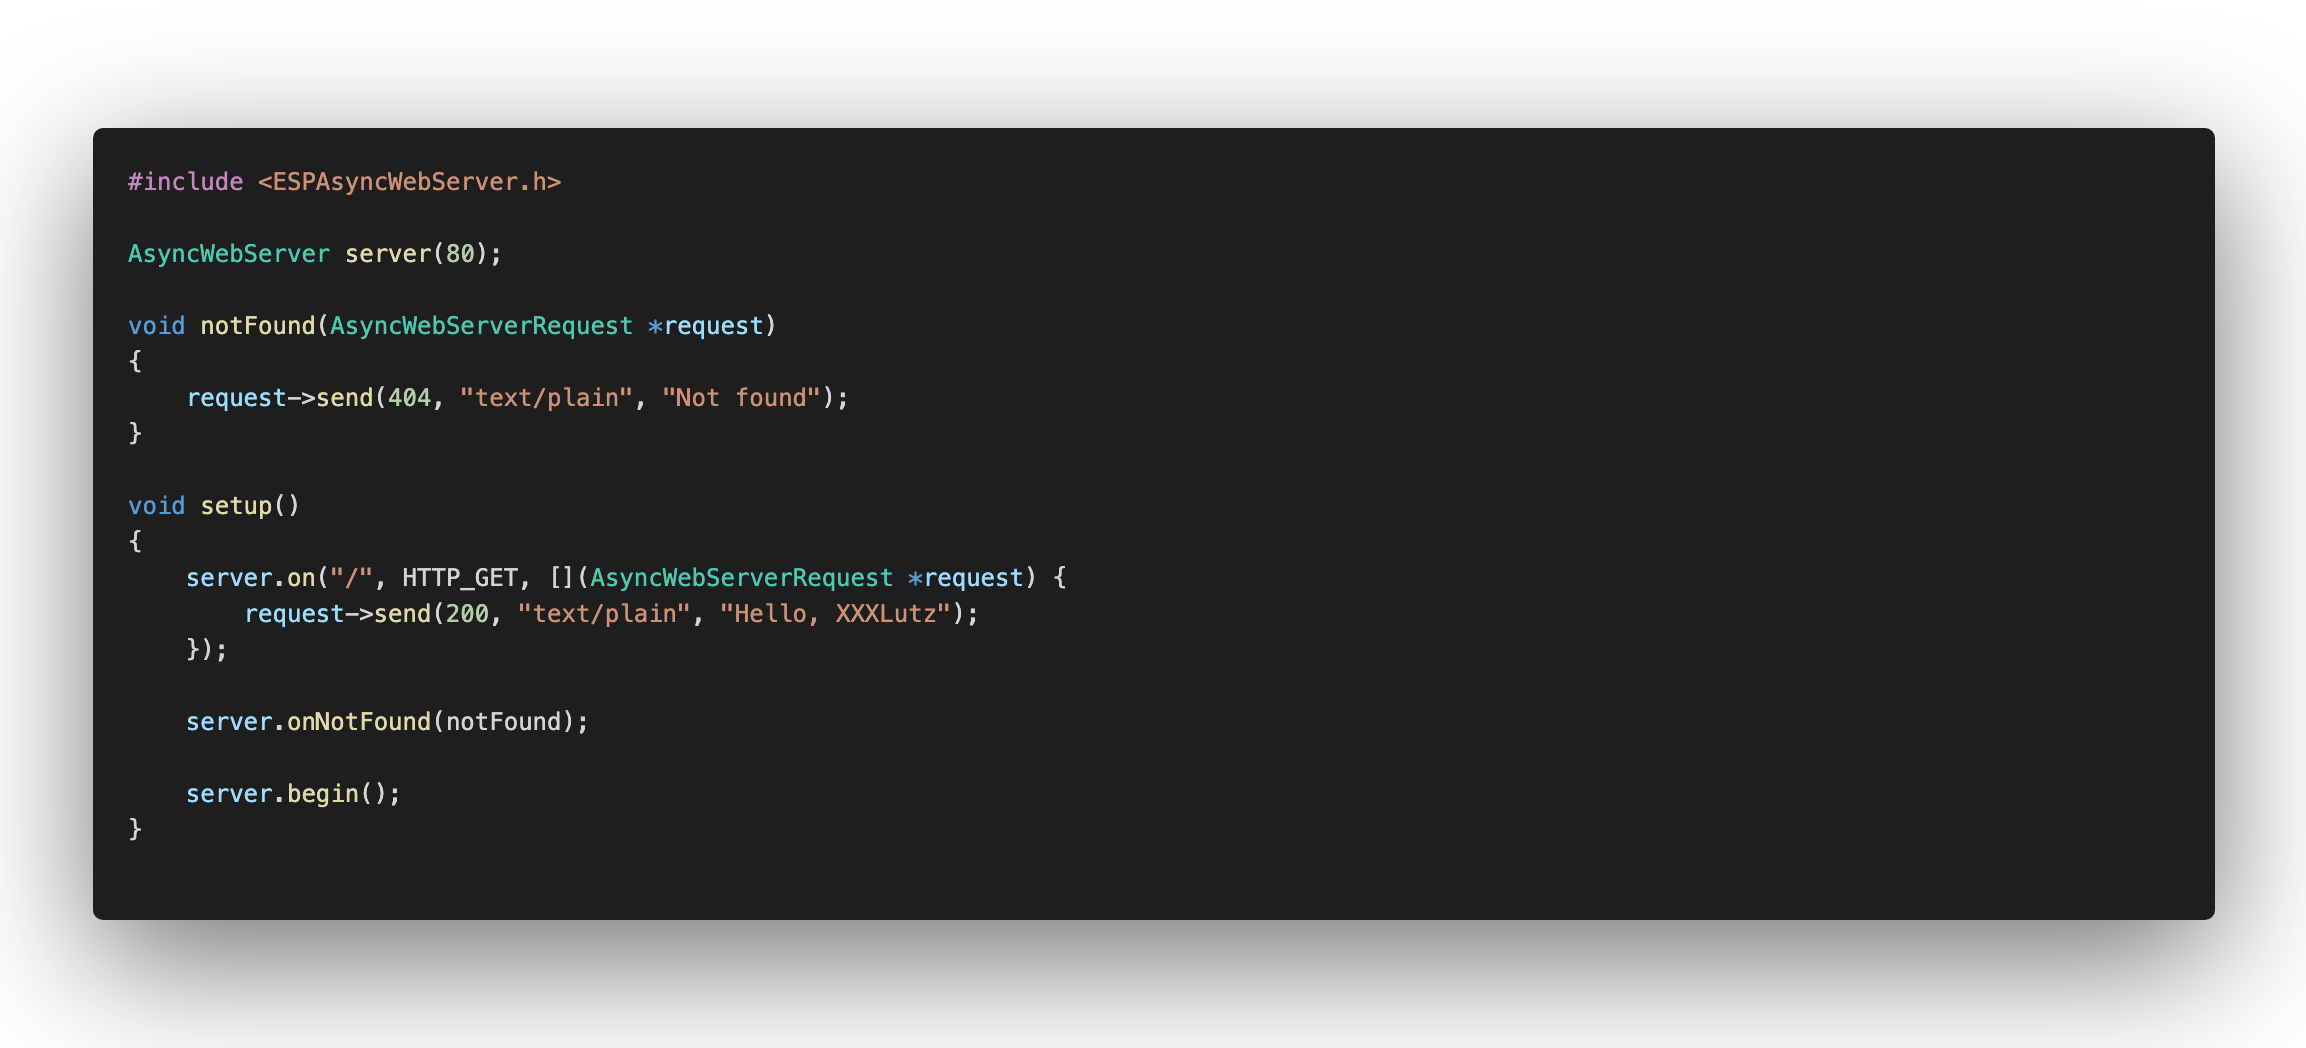 #include <ESPAsyncWebServer.h>
AsyncWebServer server(80);
void notFound(AsyncWebServerRequest *request)
{
request->send(404, "text/plain", "Not found");
}
void setup()
{
server.on("/", HTTP_GET, [](AsyncWebServerRequest *request) {
request->send(200, "text/plain", "Hello, XXXLutz");
});
server.onNotFound(notFound);
server.begin();
}